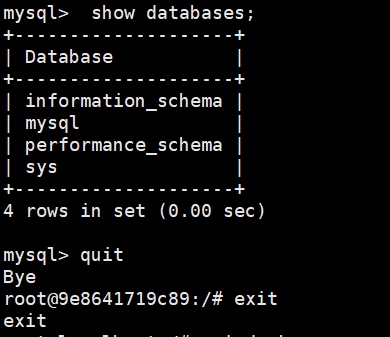 mysql>  show databases;
+--------------------+
| Database           |
+--------------------+
| information_schema |
| mysql              |
| performance_schema |
| sys                |
+--------------------+
4 rows in set (0.00 sec)

mysql> quit
Bye
root@9e8641719c89:/# exit
exit